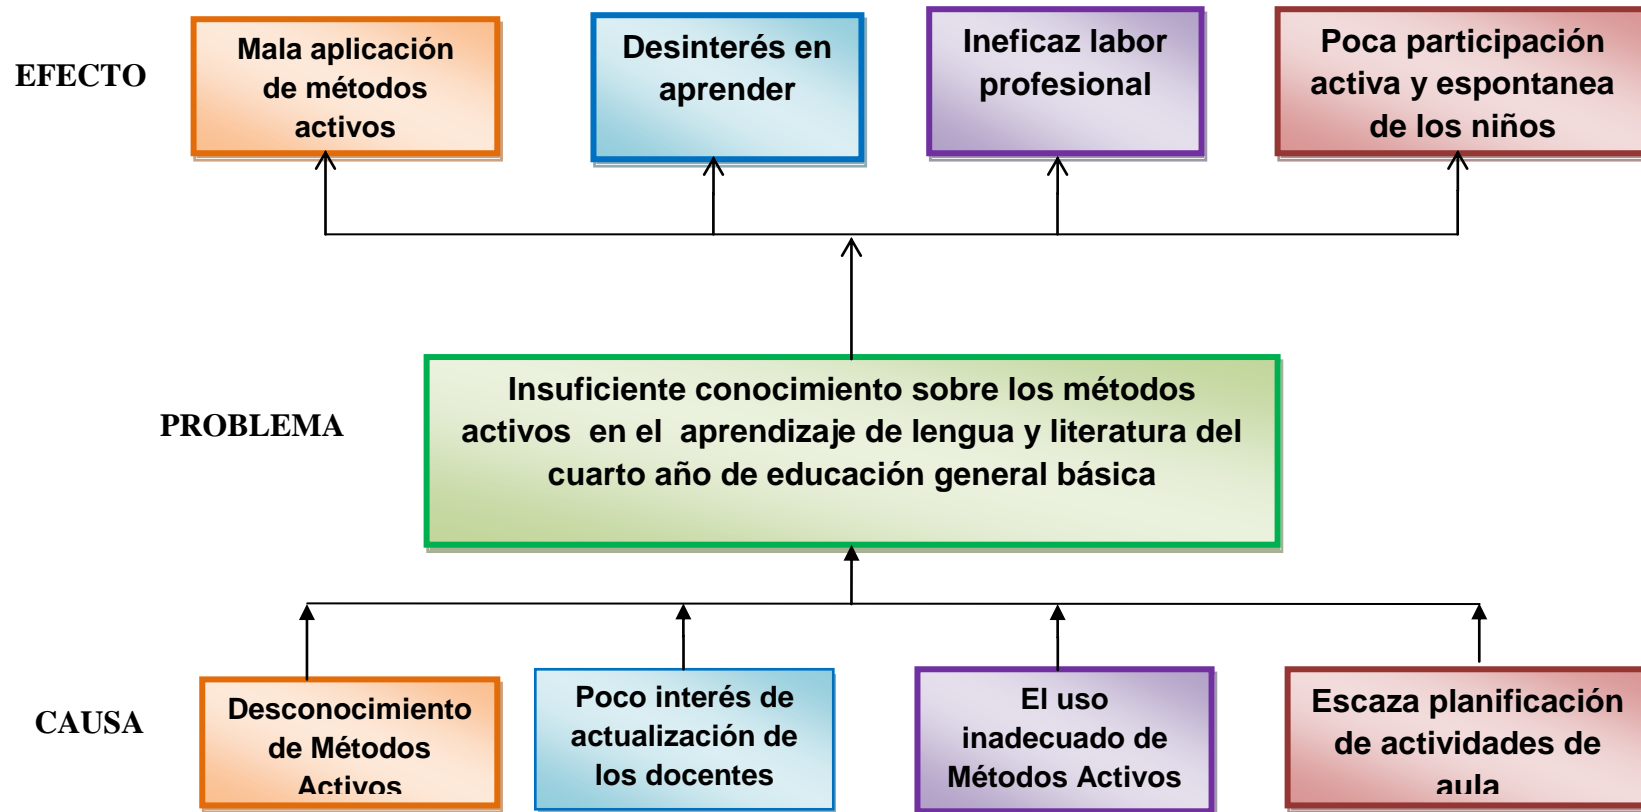 EFECTO
Mala aplicación
de métodos
activos
Desinterés en
aprender
Ineficaz labor
profesional
Poca participación
activa y espontanea
de los niños
PROBLEMA
Insuficiente conocimiento sobre los métodos
activos en el aprendizaje de lengua y literatura del
cuarto año de educación general básica
CAUSA
Desconocimiento
de Métodos
Activos
Poco interés de
actualización de
los docentes
El uso
inadecuado de
Métodos Activos
Escaza planificación
de actividades de
aula